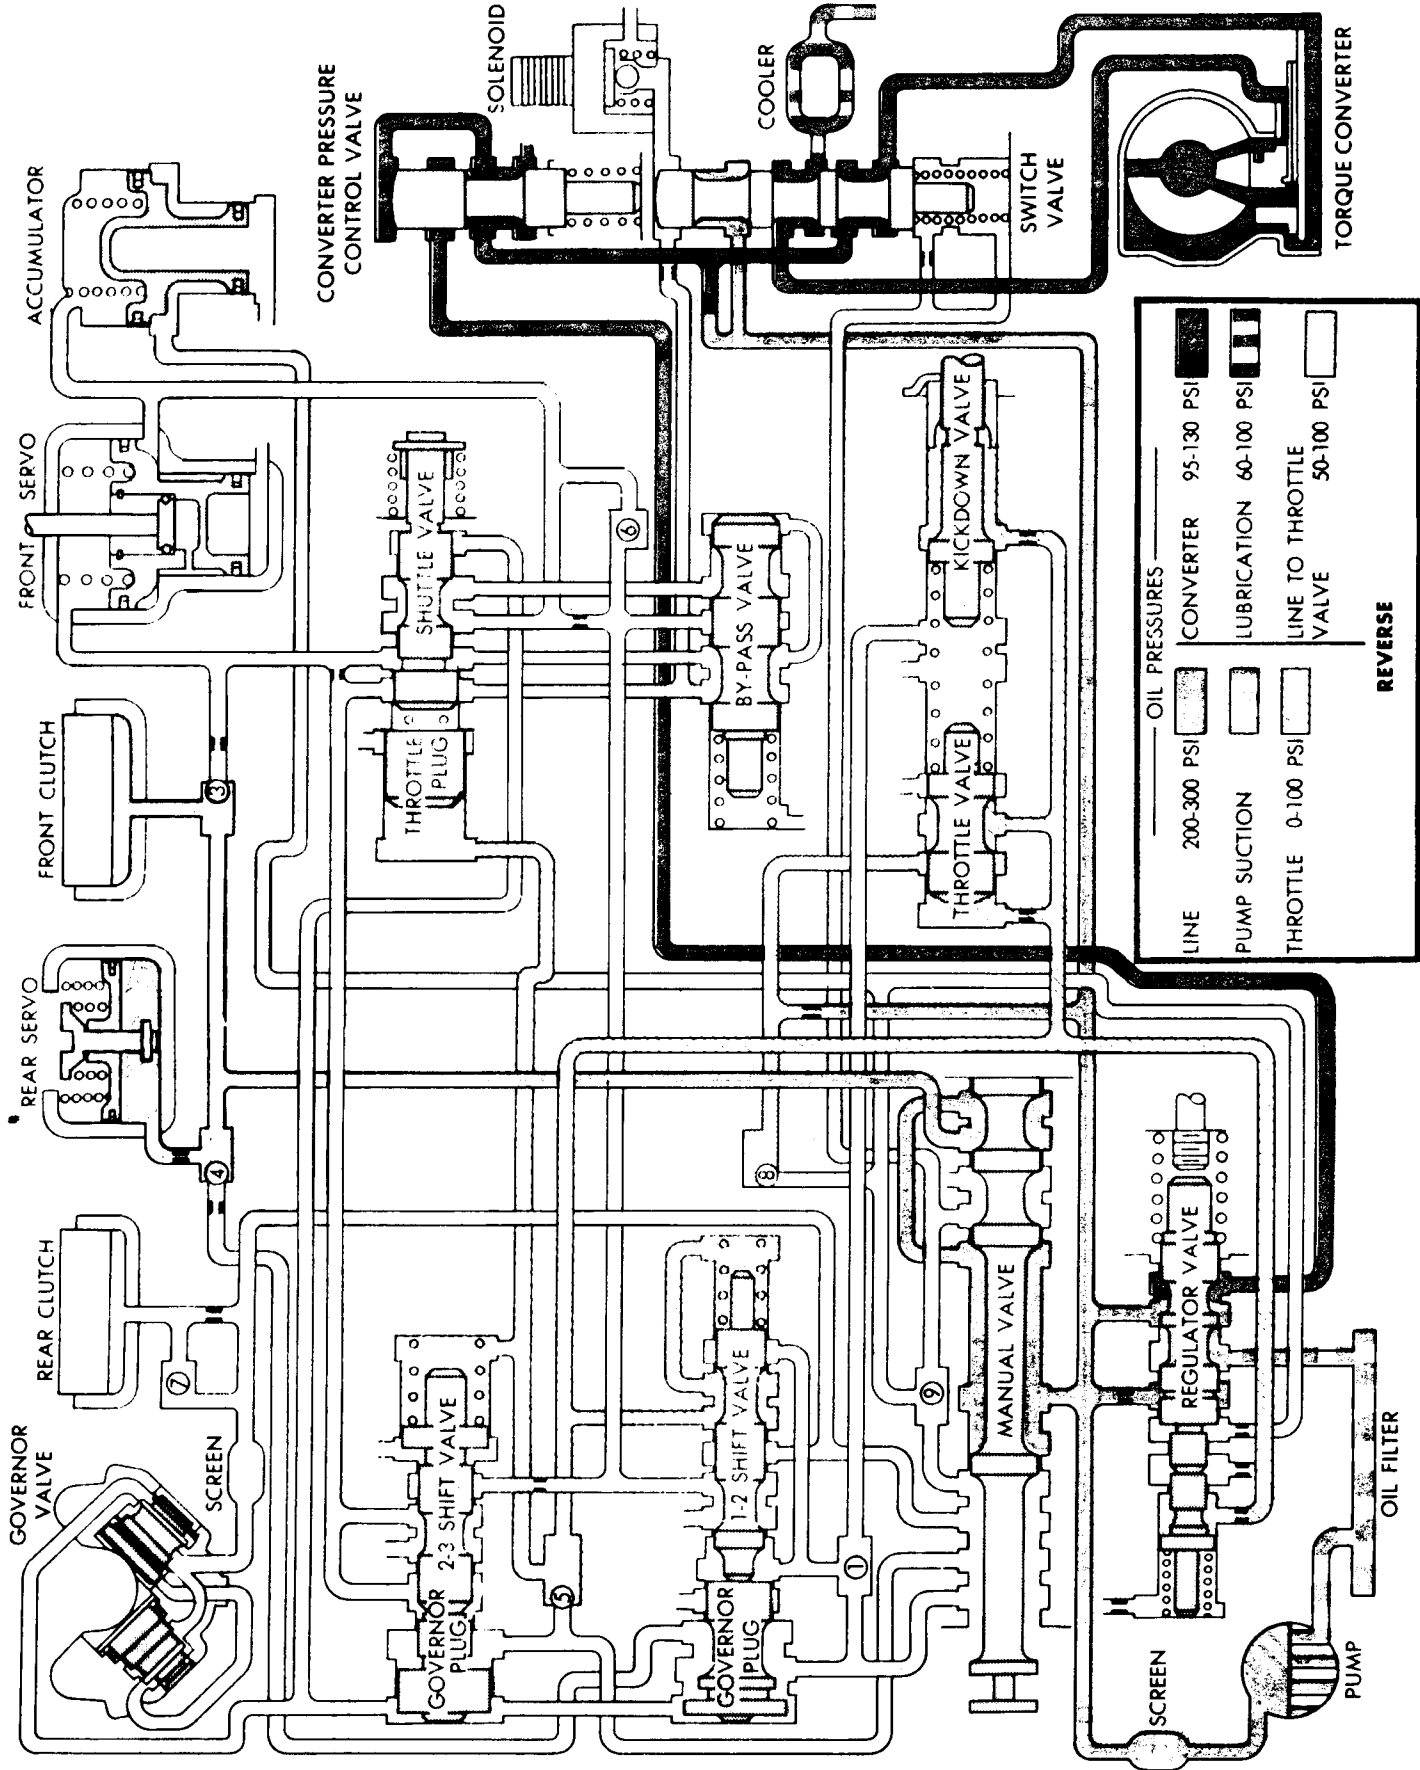 GOVERNOR
VALVE
SCREEN
REAR CLUTCH
REAR SERVO
FRONT CLUTCH
FRONT SERVO
ACCUMULATOR
CONVERTER PRESSURE
CONTROL VALVE
SOLENOID
COOLER
SWITCH
VALVE
TORQUE CONVERTER
7
4
3
6
SHUTTLE VALVE
THROTTLE
PLUG
BY-PASS VALVE
KICKDOWN VALVE
THROTTLE VALVE
2-3 SHIFT VALVE
GOVERNOR
PLUG
5
1-2 SHIFT VALVE
GOVERNOR
PLUG
1
8
9
MANUAL VALVE
REGULATOR VALVE
SCREEN
PUMP
OIL FILTER
OIL PRESSURES
LINE 200-300 PSI
PUMP SUCTION
THROTTLE 0-100 PSI
CONVERTER 95-130 PSI
LUBRICATION 60-100 PSI
LINE TO THROTTLE
VALVE 50-100 PSI
REVERSE